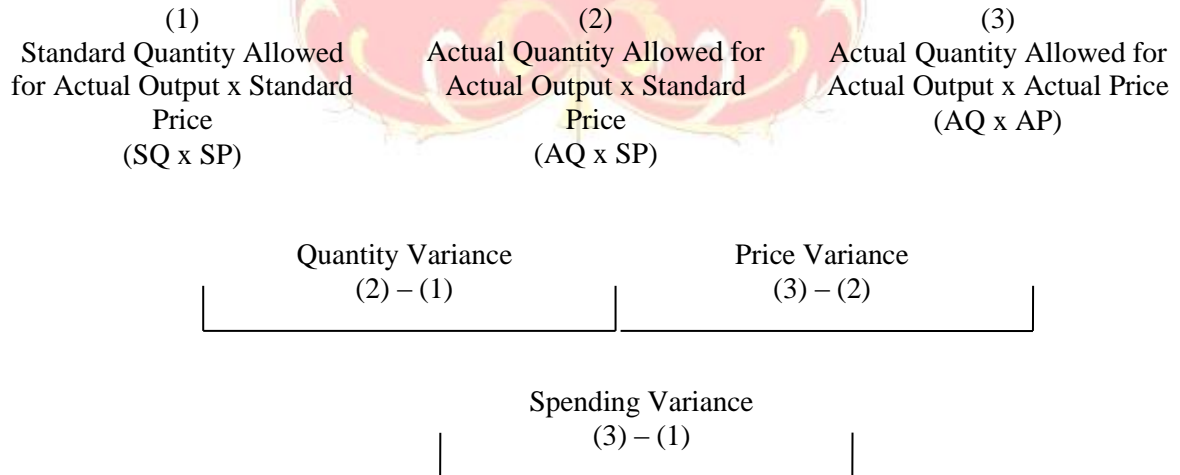 (1)
Standard Quantity Allowed
for Actual Output x Standard
Price
(SQ x SP)
(2)
Actual Quantity Allowed for
Actual Output x Standard
Price
(AQ x SP)
(3)
Actual Quantity Allowed for
Actual Output x Actual Price
(AQ x AP)
Quantity Variance
(2) – (1)
Price Variance
(3) – (2)
Spending Variance
(3) – (1)